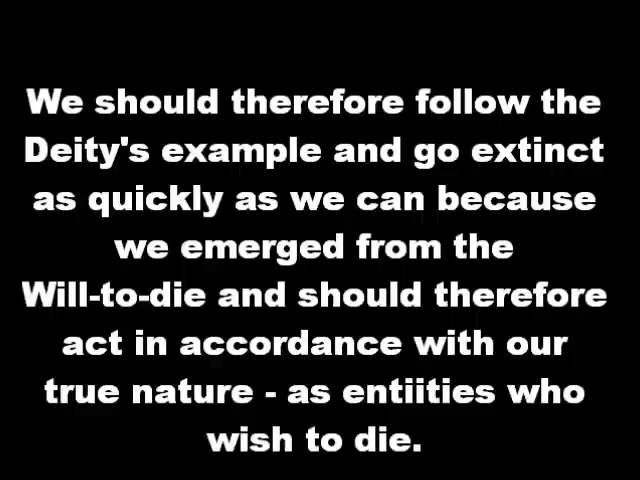 We should therefore follow the
Deity's example and go extinct
as quickly as we can because
we emerged from the
Will-to-die and should therefore
act in accordance with our
true nature - as entiities who
wish to die.